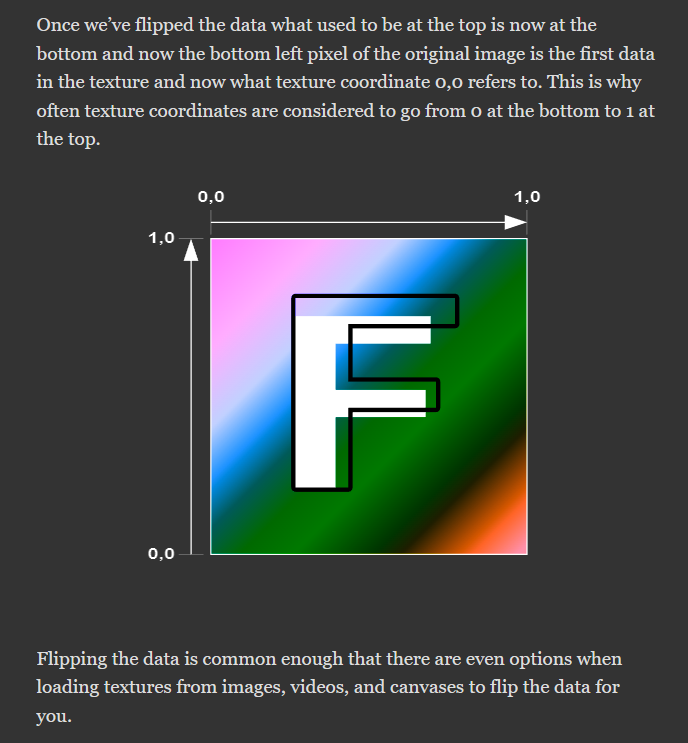 Once we’ve flipped the data what used to be at the top is now at the
bottom and now the bottom left pixel of the original image is the first data
in the texture and now what texture coordinate 0,0 refers to. This is why
often texture coordinates are considered to go from 0 at the bottom to 1 at
the top.
0,0 1,0
1,0
F
0,0
Flipping the data is common enough that there are even options when
loading textures from images, videos, and canvases to flip the data for
you.